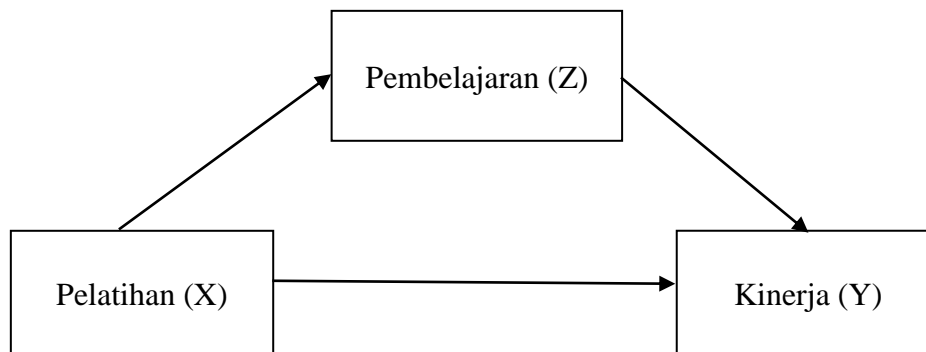 Pembelajaran (Z)
Pelatihan (X)
Kinerja (Y)